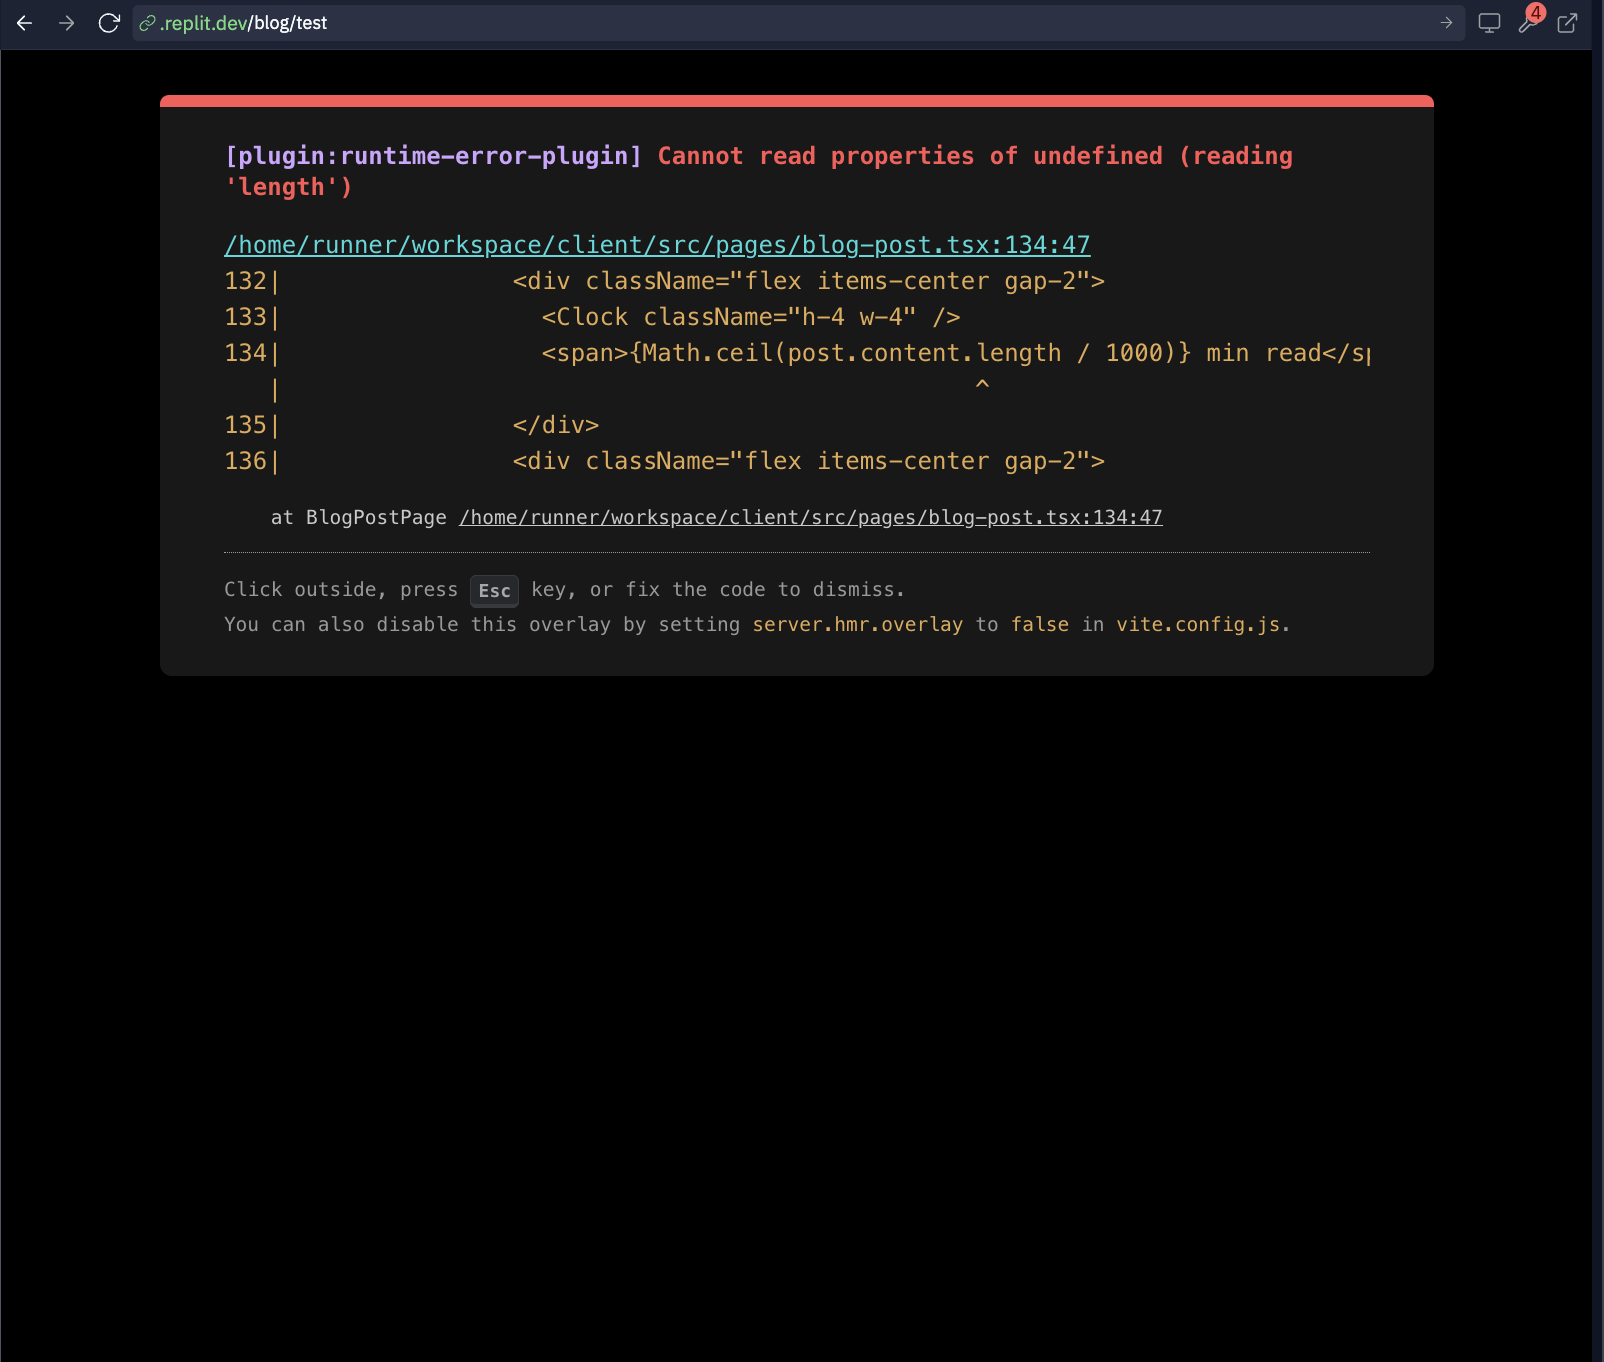 .replit.dev/blog/test
4
[plugin:runtime-error-plugin] Cannot read properties of undefined (reading
'length')
/home/runner/workspace/client/src/pages/blog-post.tsx:134:47
132|                <div className="flex items-center gap-2">
133|                  <Clock className="h-4 w-4" />
134|                  <span>{Math.ceil(post.content.length / 1000)} min read</sp
   |                                                ^
135|                </div>
136|                <div className="flex items-center gap-2">
at BlogPostPage /home/runner/workspace/client/src/pages/blog-post.tsx:134:47
Click outside, press Esc key, or fix the code to dismiss.
You can also disable this overlay by setting server.hmr.overlay to false in vite.config.js.